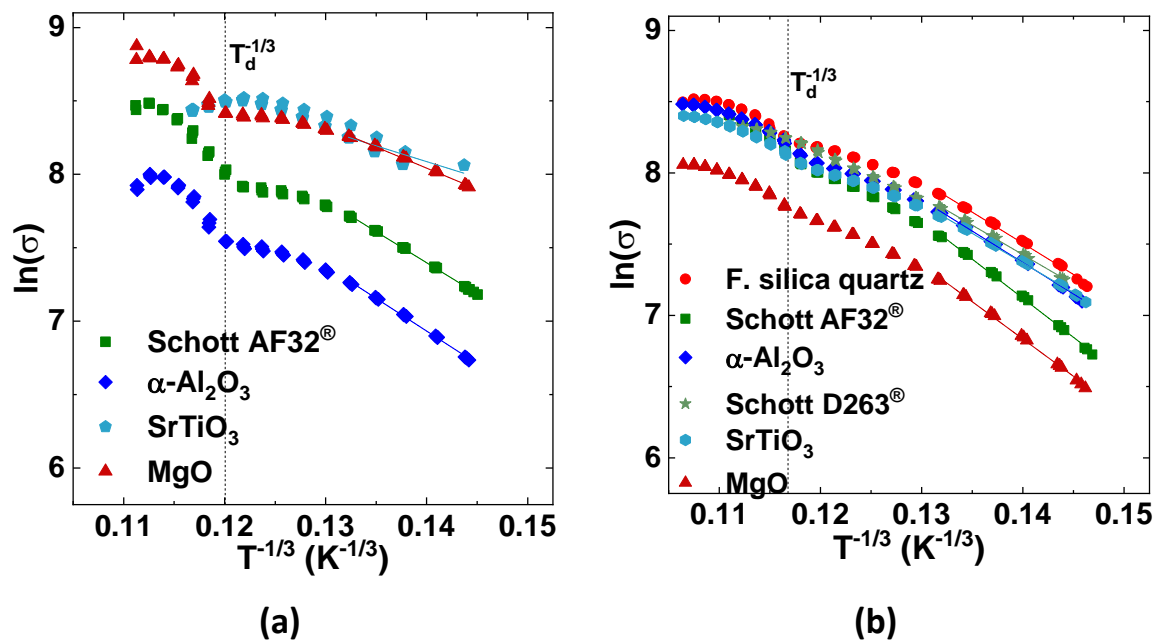 9
8
7
6
ln(σ)
T_d^{-1/3}
Schott AF32®
α-Al₂O₃
SrTiO₃
MgO
0.11 0.12 0.13 0.14 0.15
T^{-1/3} (K^{-1/3})
(a)
9
8
7
6
ln(σ)
T_d^{-1/3}
F. silica quartz
Schott AF32®
α-Al₂O₃
Schott D263®
SrTiO₃
MgO
0.11 0.12 0.13 0.14 0.15
T^{-1/3} (K^{-1/3})
(b)